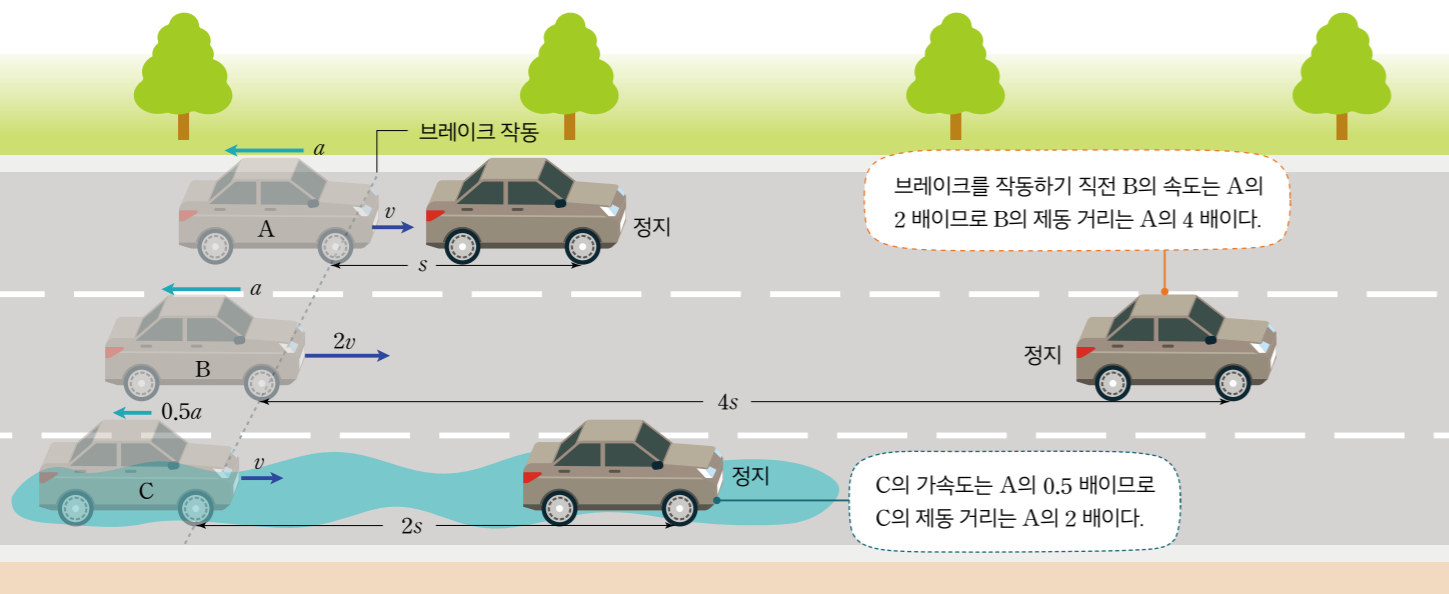 브레이크 작동
a
A
v
s
정지
브레이크를 작동하기 직전 B의 속도는 A의
2 배이므로 B의 제동 거리는 A의 4 배이다.
a
B
2v
정지
4s
0.5a
C
v
정지
2s
C의 가속도는 A의 0.5 배이므로
C의 제동 거리는 A의 2 배이다.